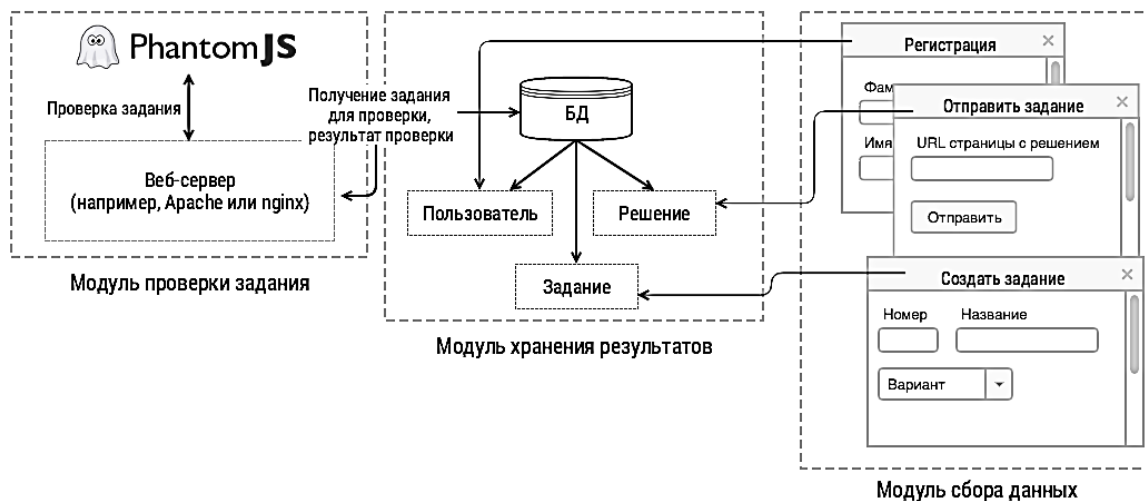 PhantomJS
Проверка задания
Веб-сервер
(например, Apache или nginx)
Модуль проверки задания
Получение задания
для проверки,
результат проверки
БД
Пользователь
Решение
Задание
Модуль хранения результатов
Регистрация
Фам
Имя
Отправить задание
URL страницы с решением
Отправить
Создать задание
Номер
Название
Вариант
Модуль сбора данных